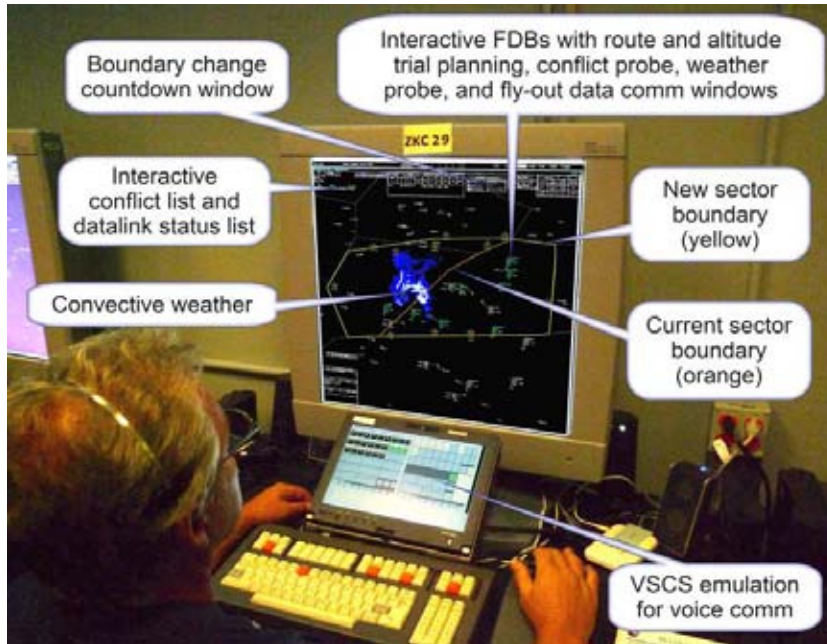 Boundary change
countdown window
Interactive FDBs with route and altitude
trial planning, conflict probe, weather
probe, and fly-out data comm windows
ZKC 29
Interactive
conflict list and
datalink status list
New sector
boundary
(yellow)
Convective weather
Current sector
boundary
(orange)
VSCS emulation
for voice comm